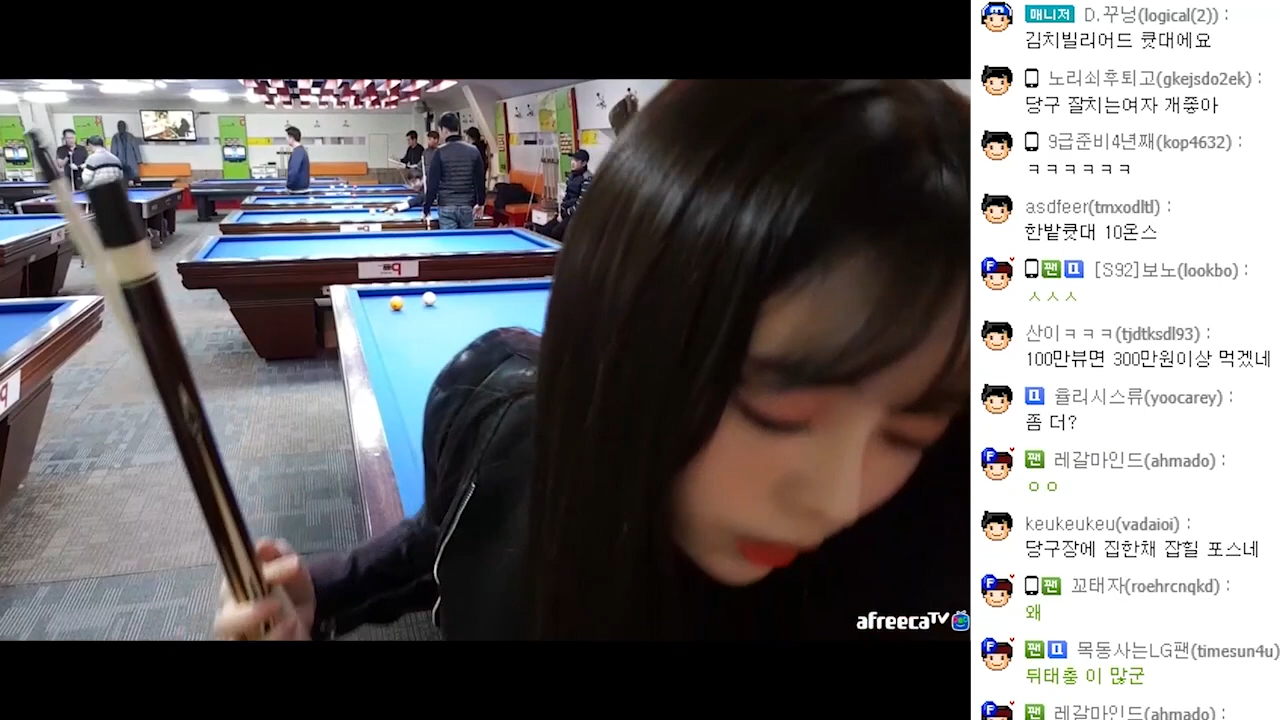 매니저 D.꾸넝(logical(2)) :
김치빌리어드 큣대에요
노리쇠후퇴고(gkejsdo2ek) :
당구 잘치는여자 개좋아
9급준비4년째(kop4632) :
ㅋㅋㅋㅋㅋㅋ
asdfeer(tmxodltl) :
한밭큣대 10온스
팬 [S92]보노(lookbo) :
ㅅㅅㅅ
산이ㅋㅋㅋ(tjdtksdl93) :
100만뷰면 300만원이상 먹겠네
율리시스류(yoocarey) :
좀 더?
팬 레갈마인드(ahmado) :
ㅇㅇ
keukeukeu(vadaioi) :
당구장에 집한채 잡힐 포스네
팬 꼬태자(roehrcnqkd) :
왜
팬 목동사는LG팬(timesun4u)
뒤태충 이 많군
팬 레갈마인드(ahmado) :
afreecaTV